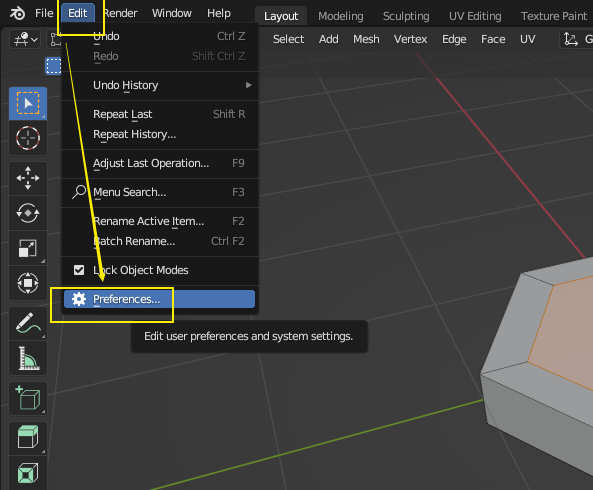 File Edit Render Window Help Layout Modeling Sculpting UV Editing Texture Paint
Undo Ctrl Z
Select Add Mesh Vertex Edge Face UV G
Redo Shift Ctrl Z
Undo History
Repeat Last Shift R
Repeat History...
Adjust Last Operation... F9
Menu Search... F3
Rename Active Item... F2
Batch Rename... Ctrl F2
Lock Object Modes
Preferences...
Edit user preferences and system settings.